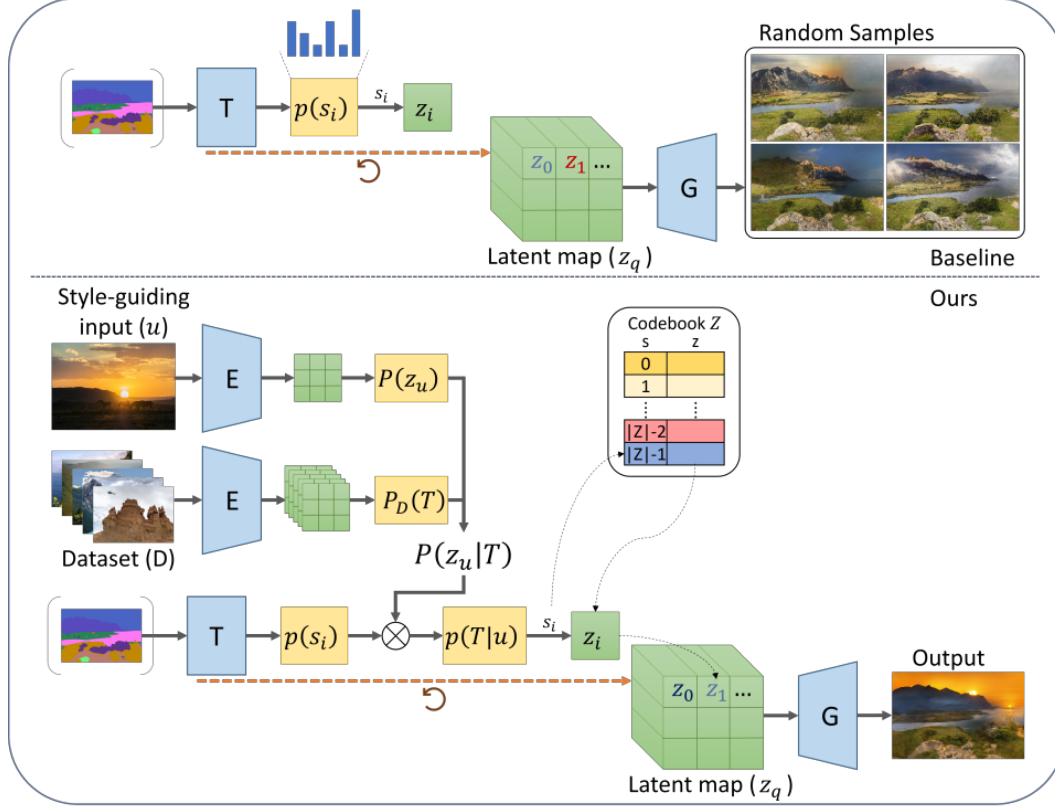 Random Samples
T
p(s_i)
s_i
z_i
z_0 z_1 ...
G
Latent map (z_q)
Baseline
Ours
Style-guiding
input (u)
E
P(z_u)
Codebook Z
s z
0
1
|Z|-2
|Z|-1
E
P_D(T)
Dataset (D)
P(z_u|T)
T
p(s_i)
p(T|u)
s_i
z_i
z_0 z_1 ...
G
Output
Latent map (z_q)